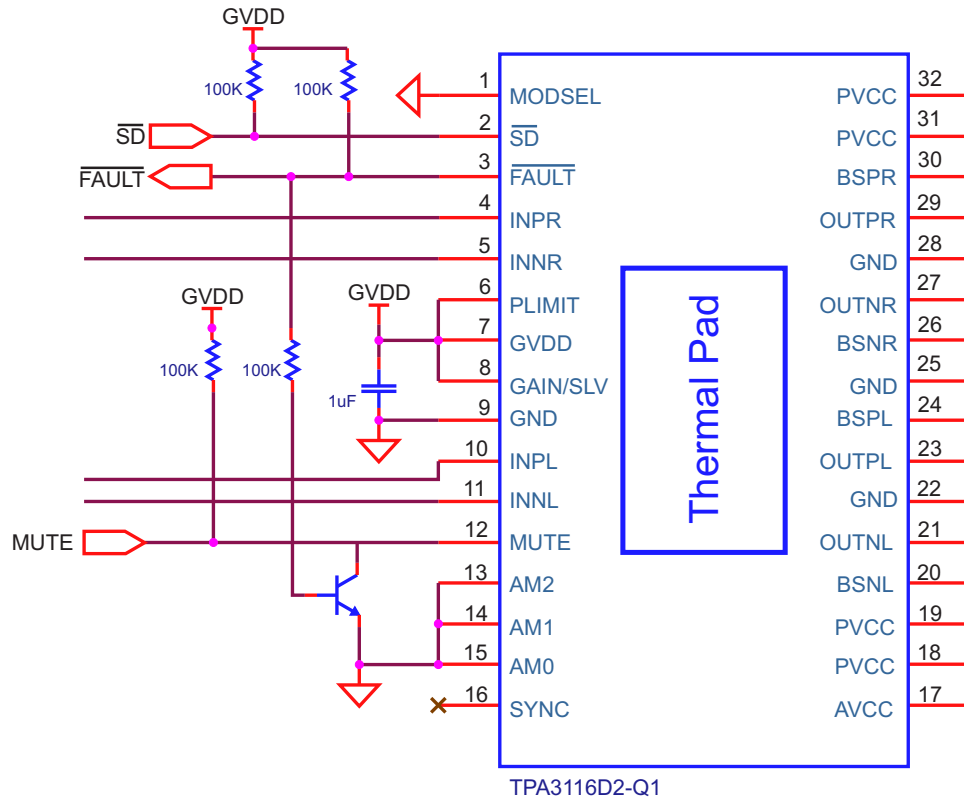 GVDD
100K
100K
SD
FAULT
GVDD
GVDD
100K
100K
1uF
MUTE
1
MODSEL
2
SD
3
FAULT
4
INPR
5
INNR
6
PLIMIT
7
GVDD
8
GAIN/SLV
9
GND
10
INPL
11
INNL
12
MUTE
13
AM2
14
AM1
15
AM0
16
SYNC
Thermal Pad
32
PVCC
31
PVCC
30
BSPR
29
OUTPR
28
GND
27
OUTNR
26
BSNR
25
GND
24
BSPL
23
OUTPL
22
GND
21
OUTNL
20
BSNL
19
PVCC
18
PVCC
17
AVCC
TPA3116D2-Q1